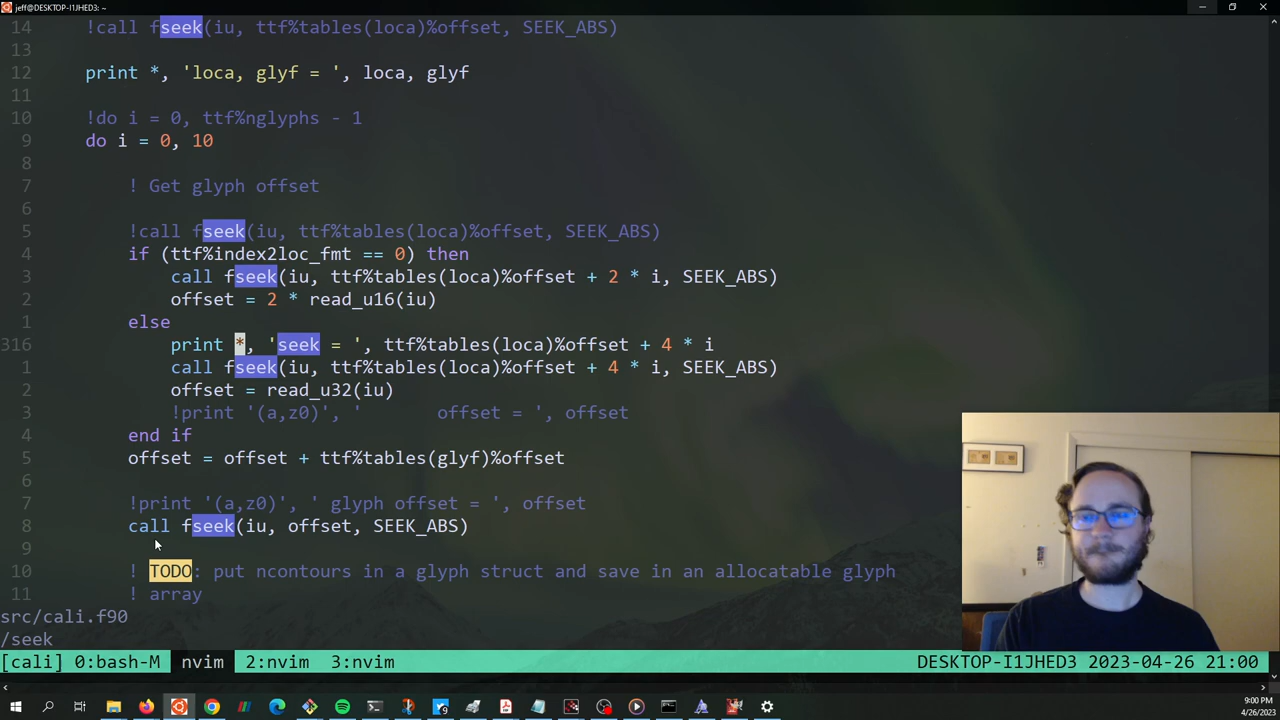 jeff@DESKTOP-I1JHED3: ~
14 !call fseek(iu, ttf%tables(loca)%offset, SEEK_ABS)
13
12 print *, 'loca, glyf = ', loca, glyf
11
10 !do i = 0, ttf%nglyphs - 1
9 do i = 0, 10
8
7 ! Get glyph offset
6
5 !call fseek(iu, ttf%tables(loca)%offset, SEEK_ABS)
4 if (ttf%index2loc_fmt == 0) then
3 call fseek(iu, ttf%tables(loca)%offset + 2 * i, SEEK_ABS)
2 offset = 2 * read_u16(iu)
1 else
316 print *, 'seek = ', ttf%tables(loca)%offset + 4 * i
1 call fseek(iu, ttf%tables(loca)%offset + 4 * i, SEEK_ABS)
2 offset = read_u32(iu)
3 !print '(a,z0)', ' offset = ', offset
4 end if
5 offset = offset + ttf%tables(glyf)%offset
6
7 !print '(a,z0)', ' glyph offset = ', offset
8 call fseek(iu, offset, SEEK_ABS)
9
10 ! TODO: put ncontours in a glyph struct and save in an allocatable glyph
11 ! array
src/cali.f90
/seek
[cali] 0:bash-M nvim 2:nvim 3:nvim DESKTOP-I1JHED3 2023-04-26 21:00
9:00 PM
4/26/2023